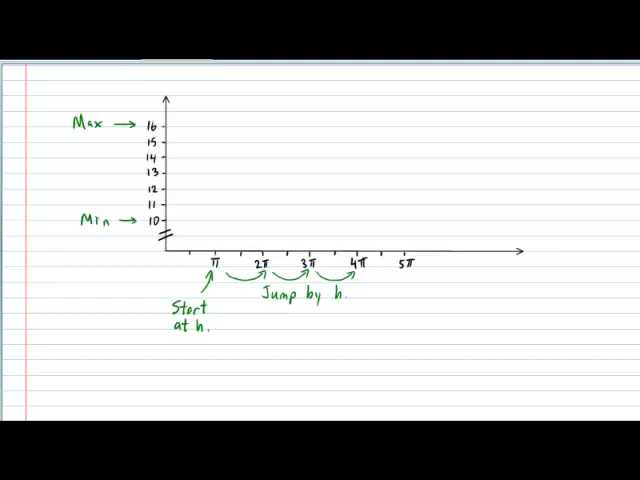 Max → 16
15
14
13
12
11
Min → 10
π 2π 3π 4π 5π
Start
at h.
Jump by h.